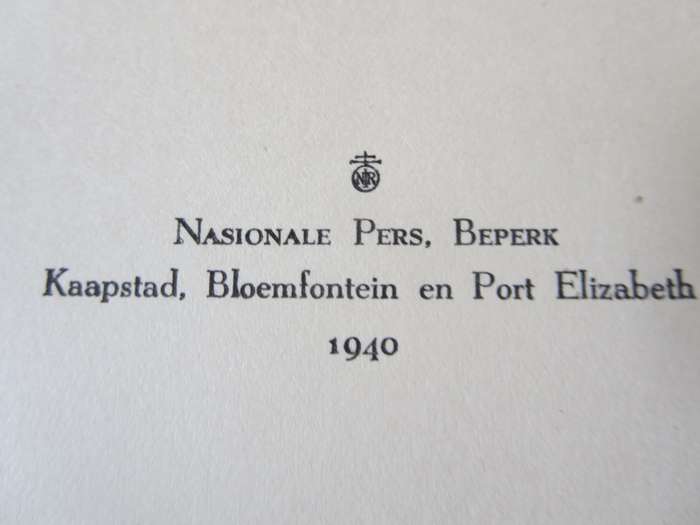 NASIONALE PERS, BEPERK
Kaapstad, Bloemfontein en Port Elizabeth
1940